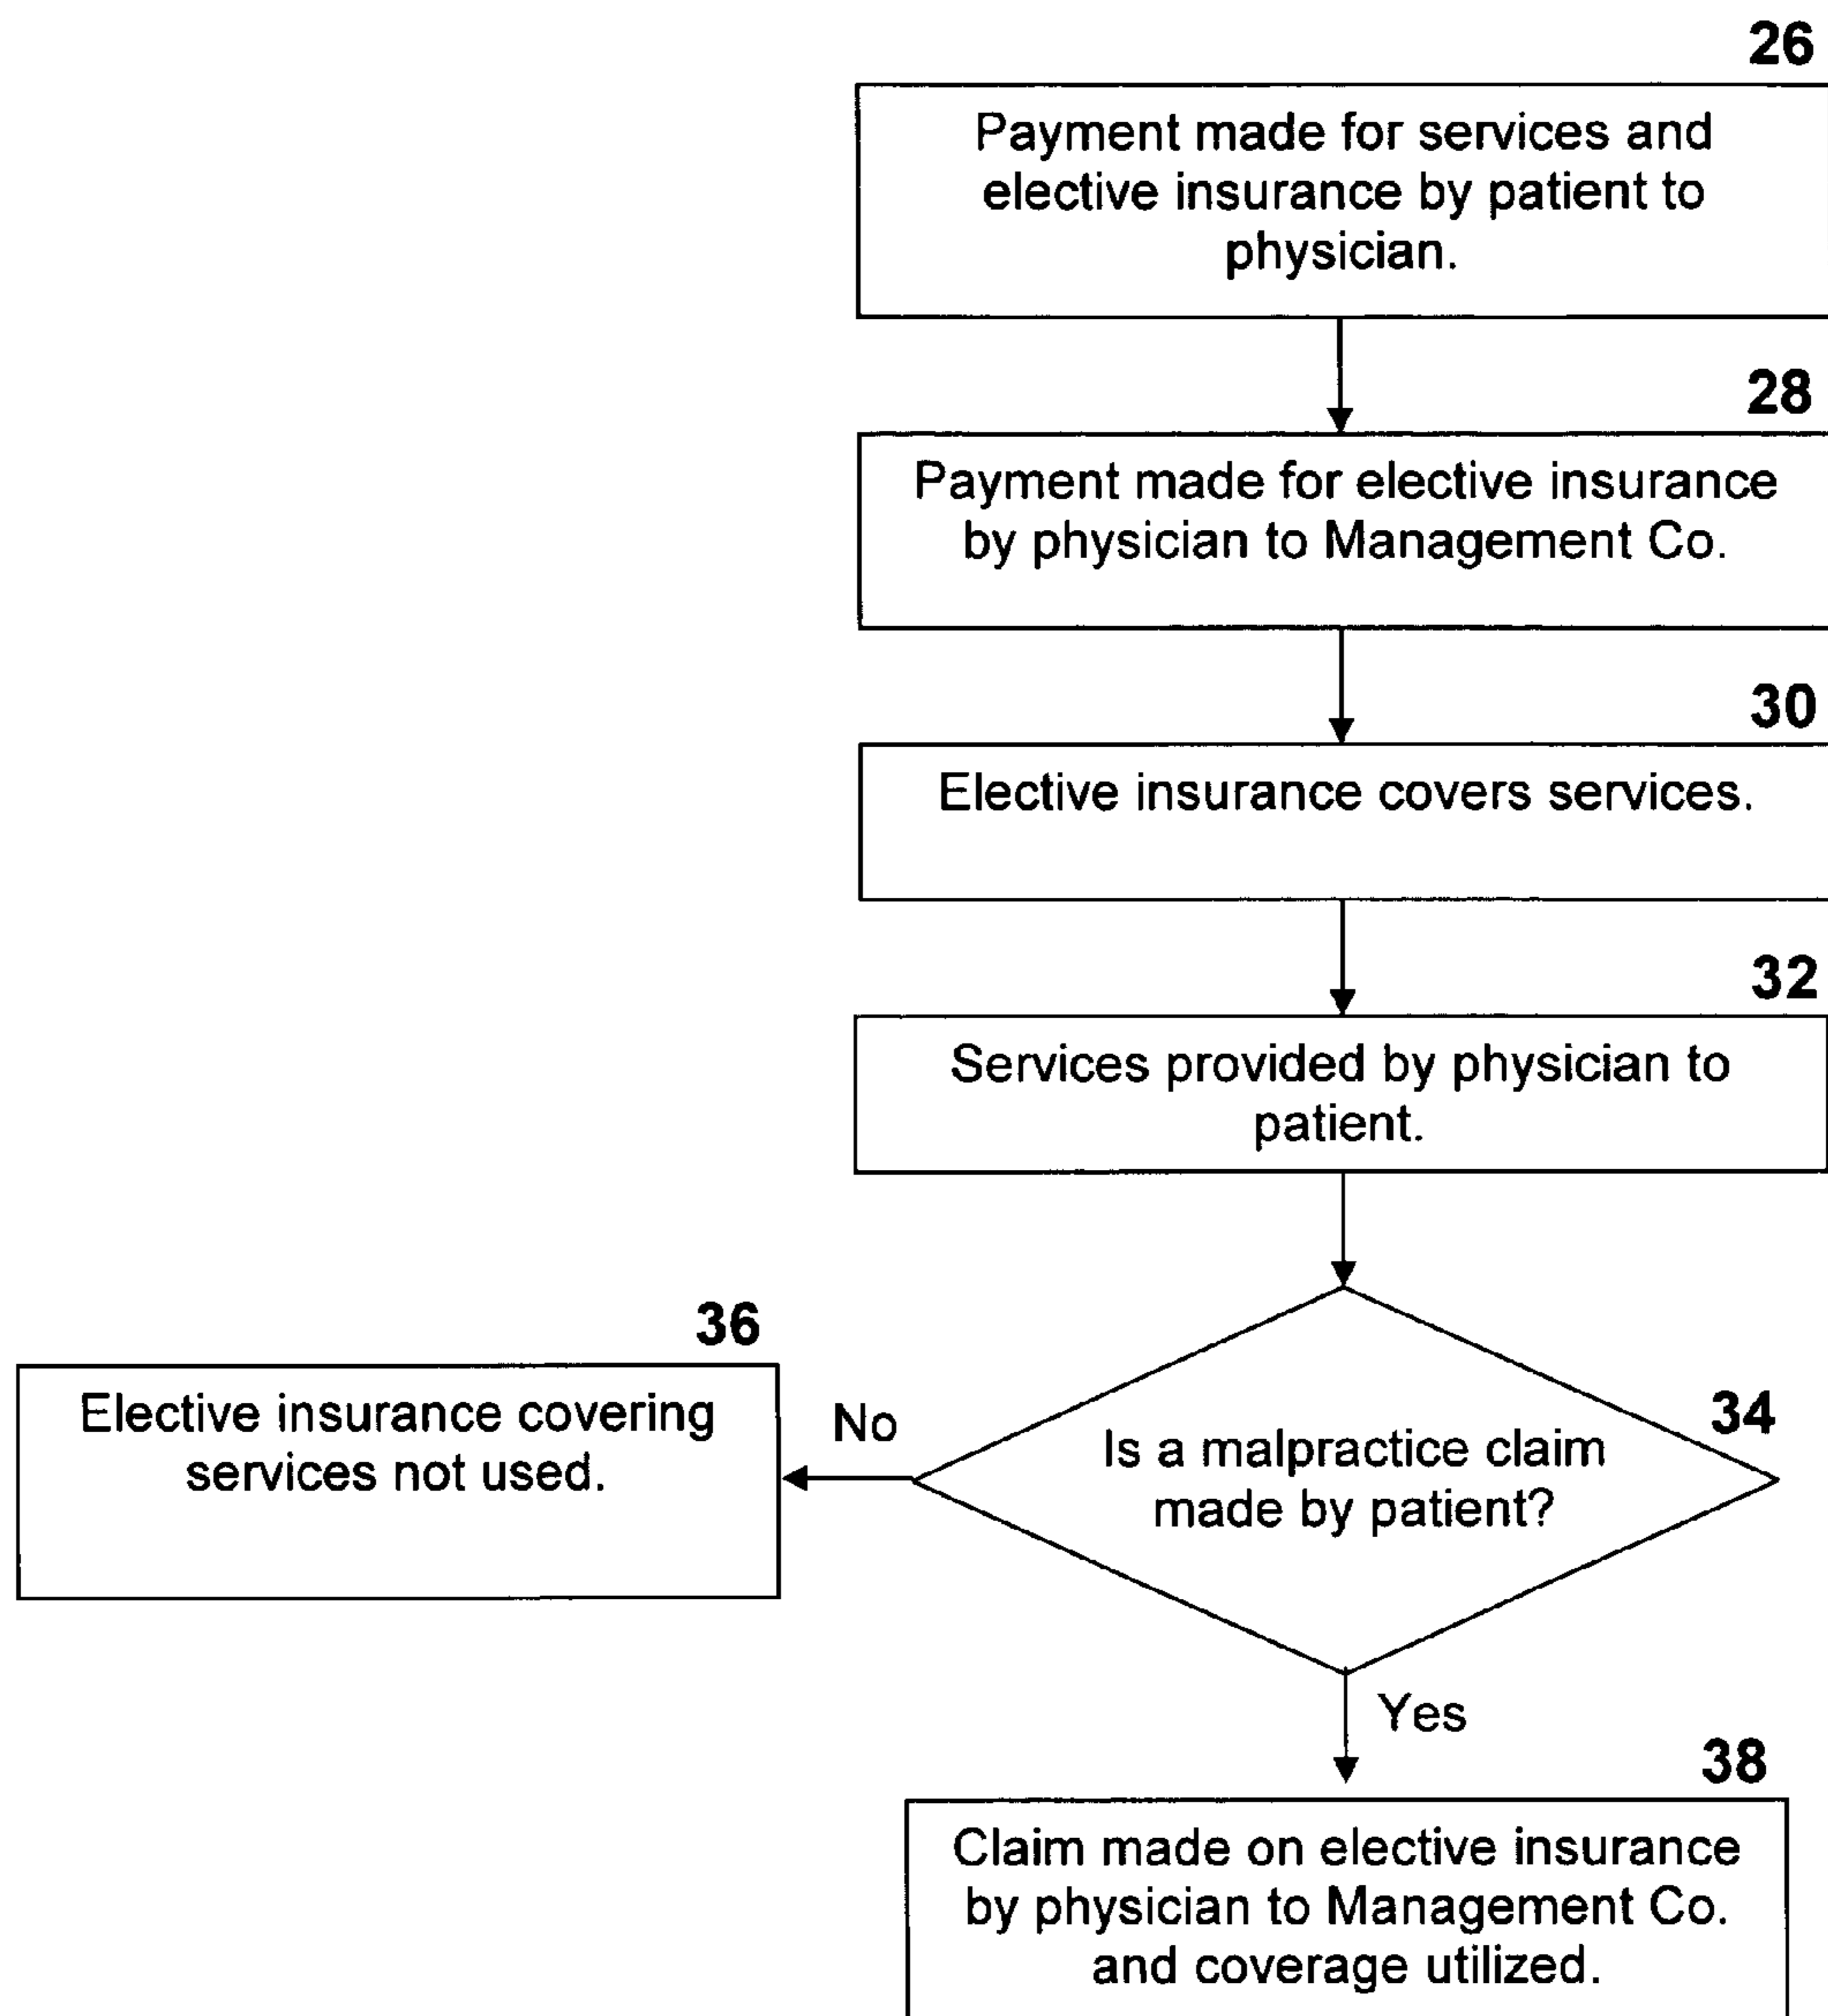 26
Payment made for services and
elective insurance by patient to
physician.
28
Payment made for elective insurance
by physician to Management Co.
30
Elective insurance covers services.
32
Services provided by physician to
patient.
36
Elective insurance covering
services not used.
No
34
Is a malpractice claim
made by patient?
Yes
38
Claim made on elective insurance
by physician to Management Co.
and coverage utilized.